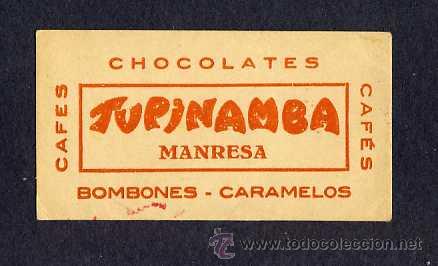 CHOCOLATES
CAFES
TUPINAMBA
MANRESA
CAFÉS
BOMBONES - CARAMELOS
www.todocoleccion.net